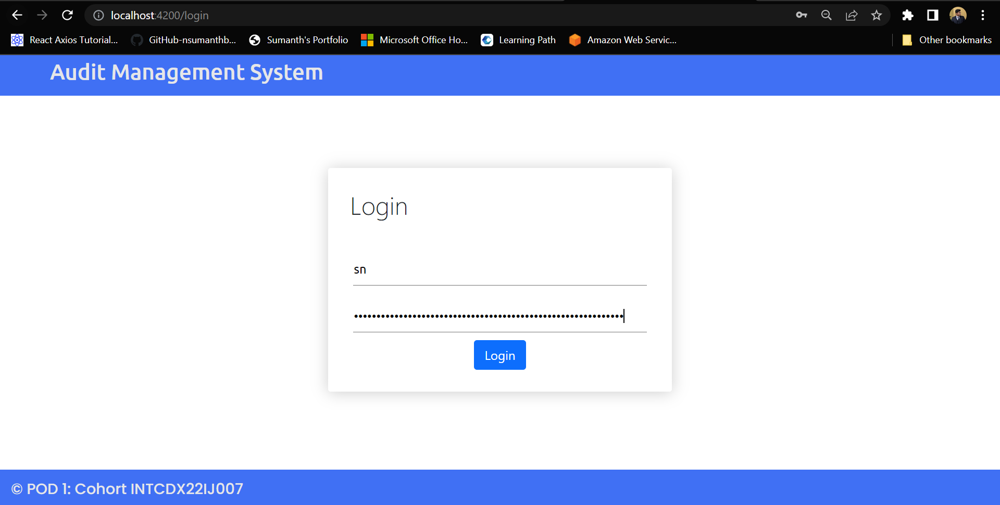 localhost:4200/login
React Axios Tutorial... GitHub-nsumanthb... Sumanth's Portfolio Microsoft Office Ho... Learning Path Amazon Web Servic... Other bookmarks
Audit Management System
Login
sn
••••••••••••••••••••••••••••••••••••••••••••••••••••••••••••
Login
© POD 1: Cohort INTCDX22IJ007